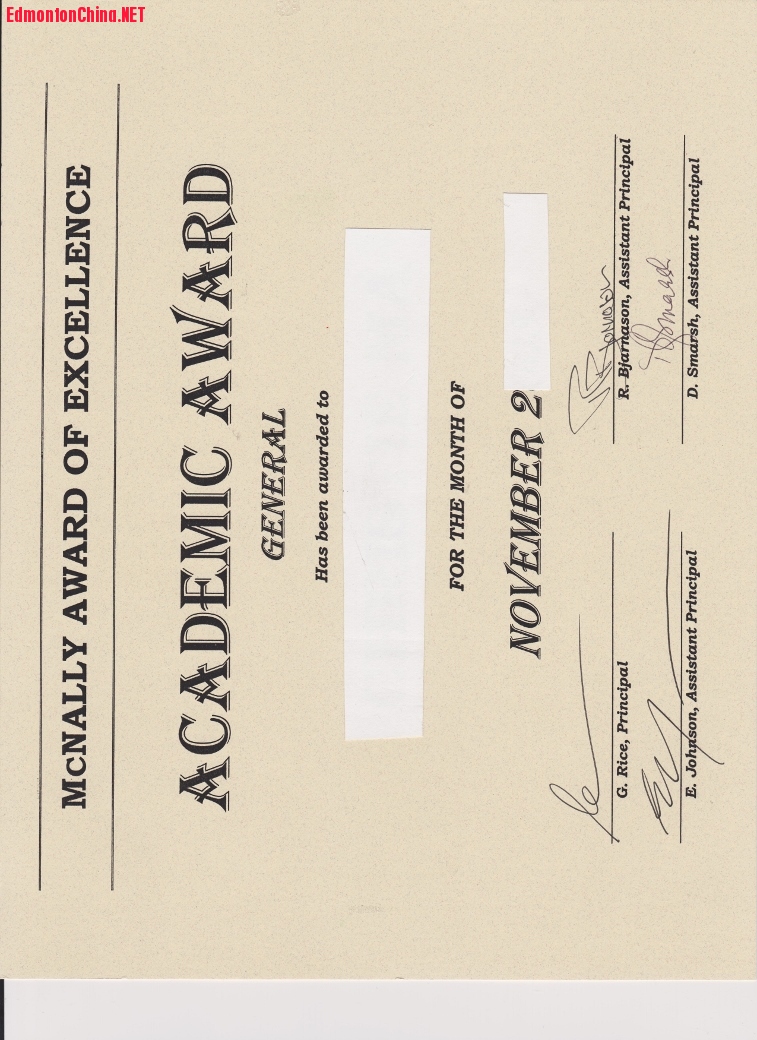 EdmontonChina.NET
McNALLY AWARD OF EXCELLENCE
ACADEMIC AWARD
GENERAL
Has been awarded to
FOR THE MONTH OF
NOVEMBER 2
G. Rice, Principal
R. Bjarnason, Assistant Principal
E. Johnson, Assistant Principal
D. Smarsh, Assistant Principal